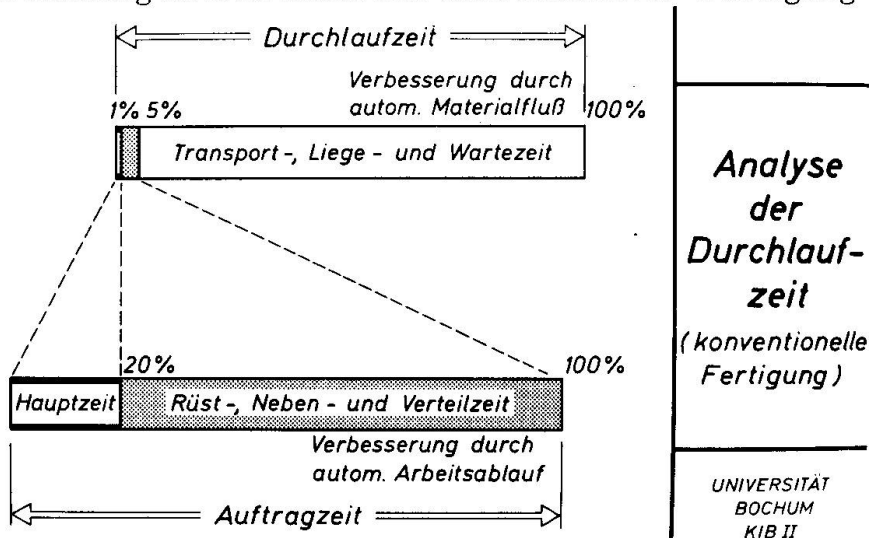 Durchlaufzeit
Verbesserung durch
autom. Materialfluß
1% 5% 100%
Transport-, Liege- und Wartezeit
20% 100%
Hauptzeit Rüst-, Neben- und Verteilzeit
Verbesserung durch
autom. Arbeitsablauf
Auftragzeit
Analyse
der
Durchlauf-
zeit
(konventionelle
Fertigung)
UNIVERSITÄT
BOCHUM
KIB II